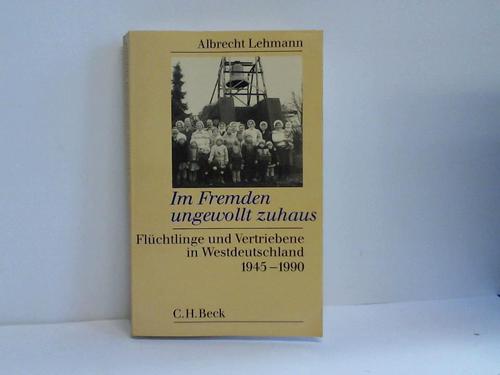 Albrecht Lehmann
Im Fremden
ungewollt zuhaus
Flüchtlinge und Vertriebene
in Westdeutschland
1945–1990
C.H.Beck